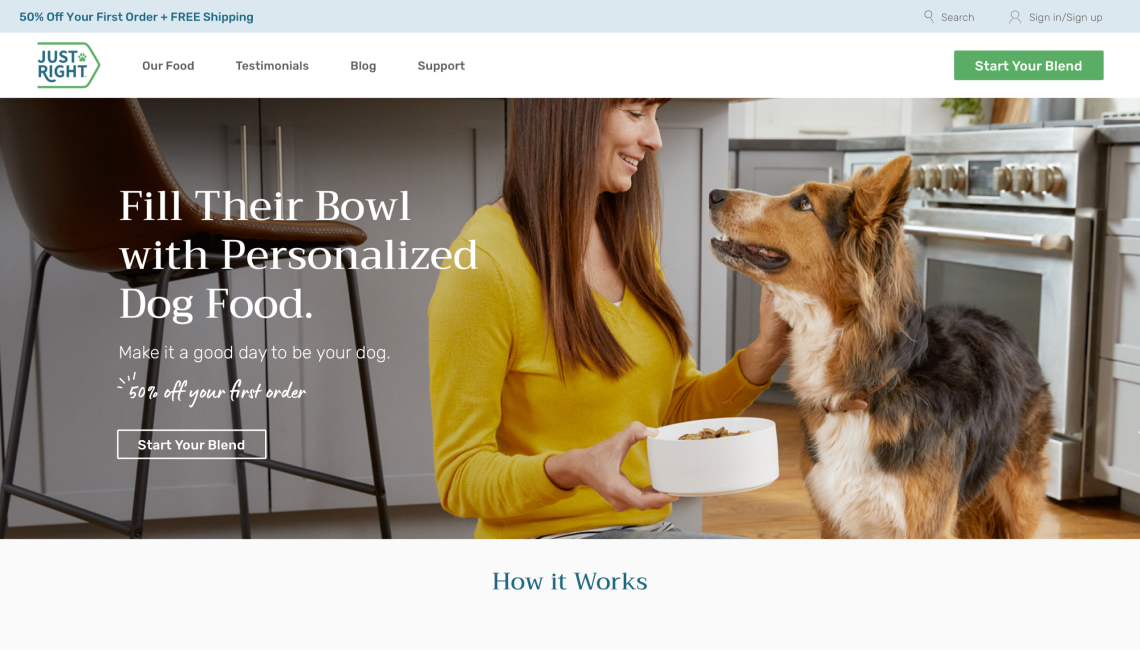 50% Off Your First Order + FREE Shipping
Search
Sign in/Sign up
JUST
RIGHT
Our Food
Testimonials
Blog
Support
Start Your Blend
Fill Their Bowl
with Personalized
Dog Food.
Make it a good day to be your dog.
50% off your first order
Start Your Blend
How it Works